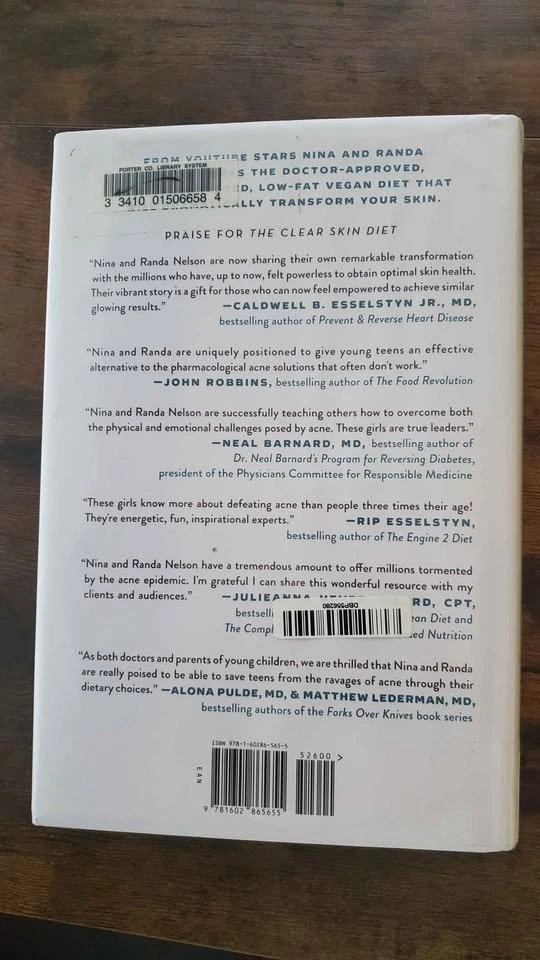 FROM YOUTUBE STARS NINA AND RANDA
PORTER CO. LIBRARY SYSTEM
S THE DOCTOR-APPROVED,
ED, LOW-FAT VEGAN DIET THAT
3 3410 01506658 4
DRAMATICALLY TRANSFORM YOUR SKIN.
PRAISE FOR THE CLEAR SKIN DIET
“Nina and Randa Nelson are now sharing their own remarkable transformation
with the millions who have, up to now, felt powerless to obtain optimal skin health.
Their vibrant story is a gift for those who can now feel empowered to achieve similar
glowing results.” —CALDWELL B. ESSELSTYN JR., MD,
bestselling author of Prevent & Reverse Heart Disease
“Nina and Randa are uniquely positioned to give young teens an effective
alternative to the pharmacological acne solutions that often don't work.”
—JOHN ROBBINS, bestselling author of The Food Revolution
“Nina and Randa Nelson are successfully teaching others how to overcome both
the physical and emotional challenges posed by acne. These girls are true leaders.”
—NEAL BARNARD, MD, bestselling author of
Dr. Neal Barnard's Program for Reversing Diabetes,
president of the Physicians Committee for Responsible Medicine
“These girls know more about defeating acne than people three times their age!
They're energetic, fun, inspirational experts.” —RIP ESSELSTYN,
bestselling author of The Engine 2 Diet
“Nina and Randa Nelson have a tremendous amount to offer millions tormented
by the acne epidemic. I'm grateful I can share this wonderful resource with my
clients and audiences.” —JULIEANNA RD, CPT,
DBP556280
bestselli ean Diet and
The Compl ed Nutrition
“As both doctors and parents of young children, we are thrilled that Nina and Randa
are really poised to be able to save teens from the ravages of acne through their
dietary choices.” —ALONA PULDE, MD, & MATTHEW LEDERMAN, MD,
bestselling authors of the Forks Over Knives book series
ISBN 978-1-60286-565-5
52600 >
EAN
9 781602 865655